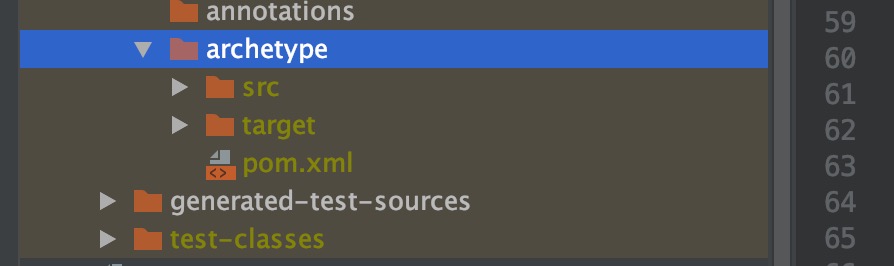 annotations
archetype
src
target
pom.xml
generated-test-sources
test-classes
59
60
61
62
63
64
65